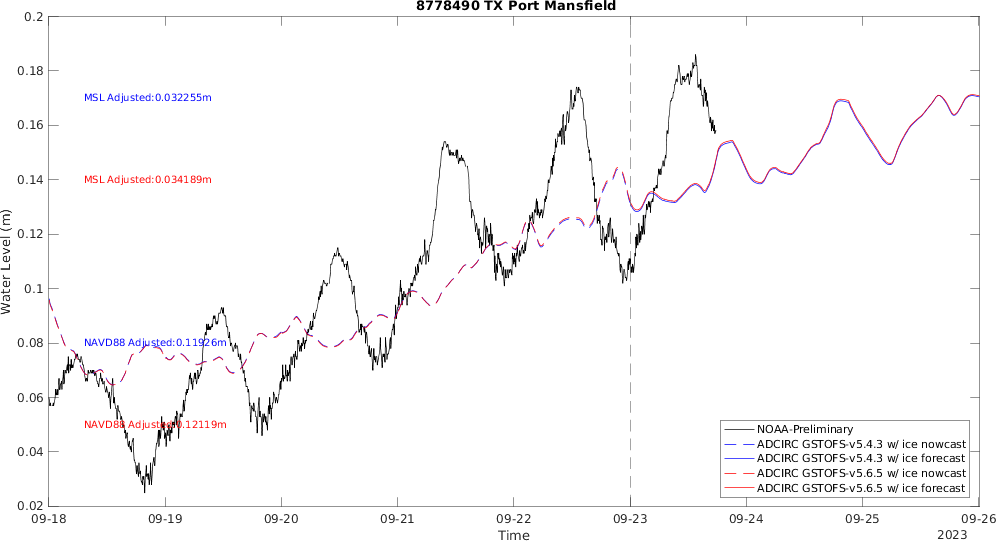 8778490 TX Port Mansfield
0.2
0.18
MSL Adjusted:0.032255m
0.16
MSL Adjusted:0.034189m
0.14
0.12
Water Level (m)
0.1
NAVD88 Adjusted:0.11926m
0.08
0.06
NAVD88 Adjusted:0.12119m
NOAA-Preliminary
ADCIRC GSTOFS-v5.4.3 w/ ice nowcast
0.04
ADCIRC GSTOFS-v5.4.3 w/ ice forecast
ADCIRC GSTOFS-v5.6.5 w/ ice nowcast
ADCIRC GSTOFS-v5.6.5 w/ ice forecast
0.02
09-18 09-19 09-20 09-21 09-22 09-23 09-24 09-25 09-26
Time
2023